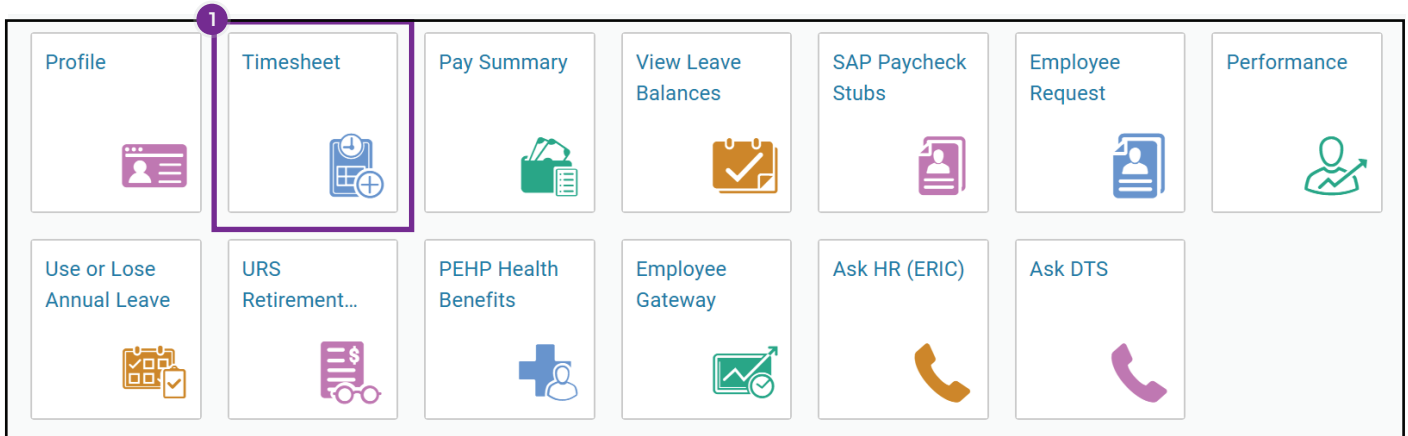 1
Profile
Timesheet
Pay Summary
View Leave
Balances
SAP Paycheck
Stubs
Employee
Request
Performance
Use or Lose
Annual Leave
URS
Retirement...
PEHP Health
Benefits
Employee
Gateway
Ask HR (ERIC)
Ask DTS